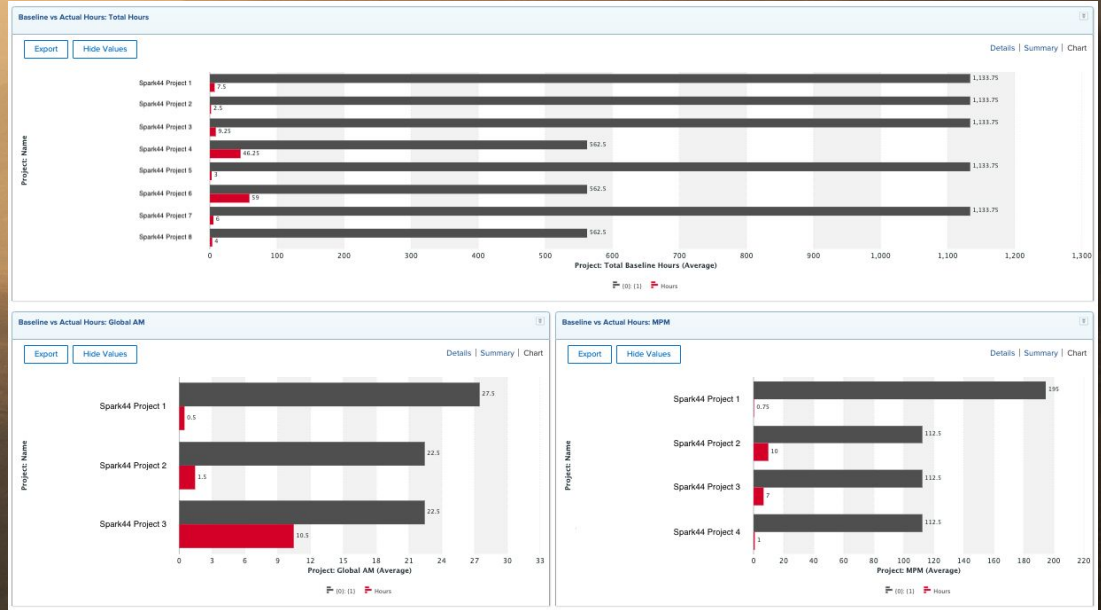 Baseline vs Actual Hours: Total Hours
Export Hide Values Details | Summary | Chart
Project: Name
Spark44 Project 1 1,133.75
7.5
Spark44 Project 2 1,133.75
2.5
Spark44 Project 3 1,133.75
9.25
Spark44 Project 4 562.5
46.25
Spark44 Project 5 1,133.75
3
Spark44 Project 6 562.5
59
Spark44 Project 7 1,133.75
6
Spark44 Project 8 562.5
4
0 100 200 300 400 500 600 700 800 900 1,000 1,100 1,200 1,300
Project: Total Baseline Hours (Average)
{0}: {1} Hours
Baseline vs Actual Hours: Global AM
Export Hide Values Details | Summary | Chart
Project: Name
Spark44 Project 1 27.5
0.5
Spark44 Project 2 22.5
1.5
Spark44 Project 3 22.5
10.5
0 3 6 9 12 15 18 21 24 27 30 33
Project: Global AM (Average)
{0}: {1} Hours
Baseline vs Actual Hours: MPM
Export Hide Values Details | Summary | Chart
Project: Name
Spark44 Project 1 195
0.75
Spark44 Project 2 112.5
10
Spark44 Project 3 112.5
7
Spark44 Project 4 112.5
1
0 20 40 60 80 100 120 140 160 180 200 220
Project: MPM (Average)
{0}: {1} Hours